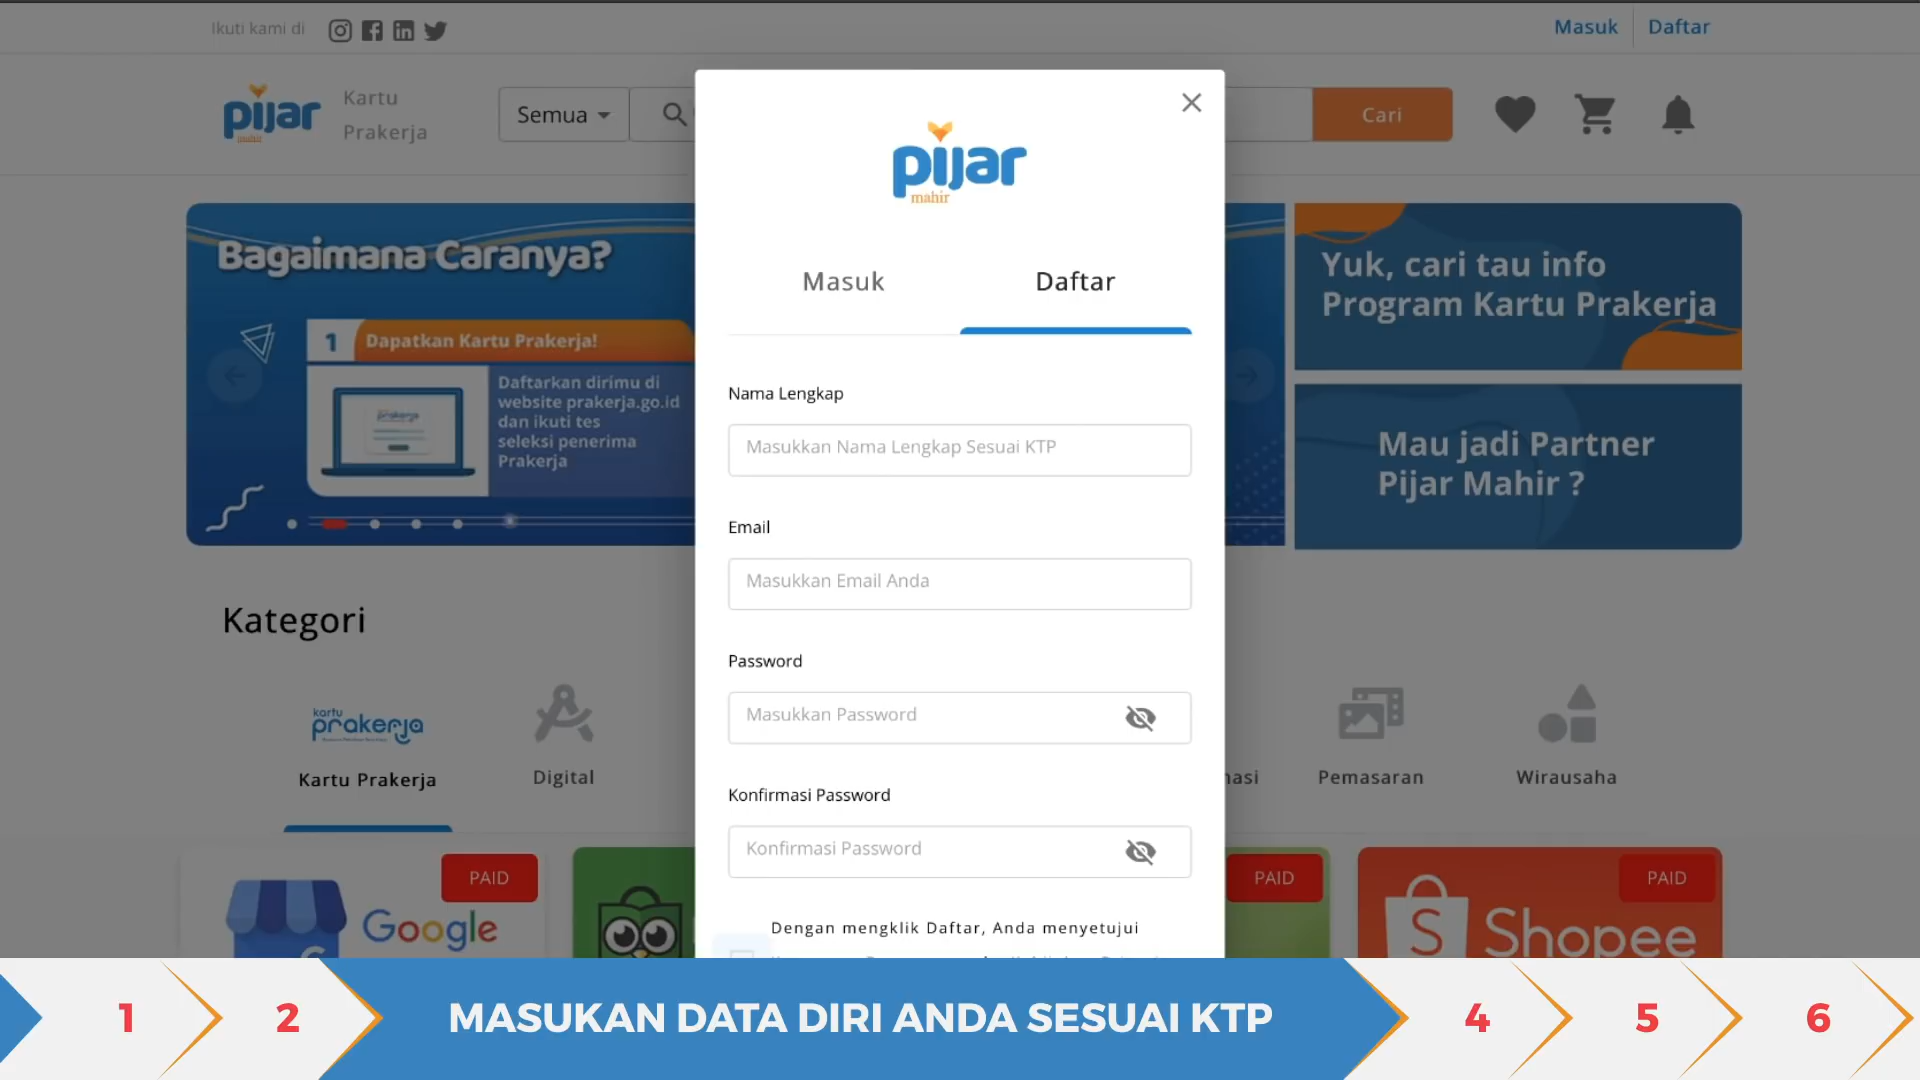 Ikuti kami di
Masuk
Daftar
pijar
mahir
Kartu
Prakerja
Semua
Cari
pijar
mahir
Masuk
Daftar
Bagaimana Caranya?
1
Dapatkan Kartu Prakerja!
Daftarkan dirimu di
website prakerja.go.id
dan ikuti tes
seleksi penerima
Prakerja
Yuk, cari tau info
Program Kartu Prakerja
Mau jadi Partner
Pijar Mahir ?
Nama Lengkap
Masukkan Nama Lengkap Sesuai KTP
Email
Masukkan Email Anda
Password
Masukkan Password
Konfirmasi Password
Konfirmasi Password
Dengan mengklik Daftar, Anda menyetujui
Kategori
kartu
prakerja
Kartu Prakerja
Digital
Pemasaran
Wirausaha
PAID
Google
PAID
PAID
S
Shopee
1
2
MASUKAN DATA DIRI ANDA SESUAI KTP
4
5
6